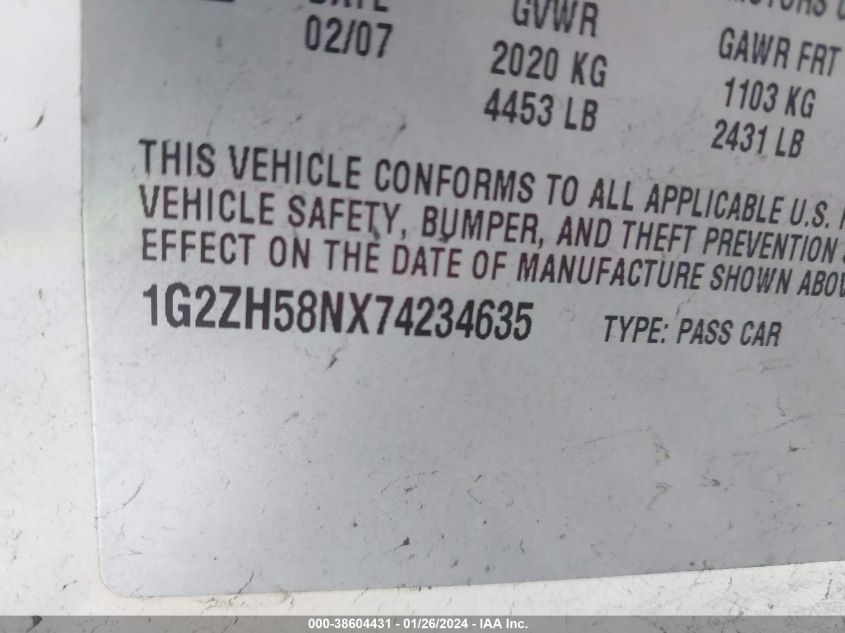 DATE GVWR MOTORS
02/07 2020 KG GAWR FRT
4453 LB 1103 KG
2431 LB
THIS VEHICLE CONFORMS TO ALL APPLICABLE U.S.
VEHICLE SAFETY, BUMPER, AND THEFT PREVENTION
EFFECT ON THE DATE OF MANUFACTURE SHOWN ABOV
1G2ZH58NX74234635 TYPE: PASS CAR
000-38604431 - 01/26/2024 - IAA Inc.